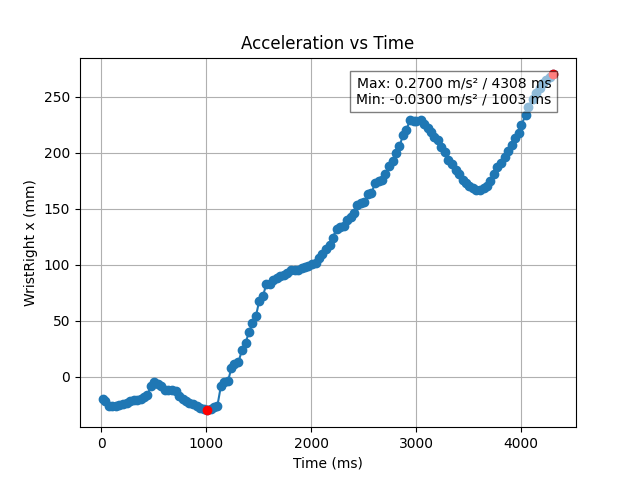 Acceleration vs Time
Max: 0.2700 m/s² / 4308 ms
Min: -0.0300 m/s² / 1003 ms
WristRight x (mm)
250
200
150
100
50
0
0 1000 2000 3000 4000
Time (ms)